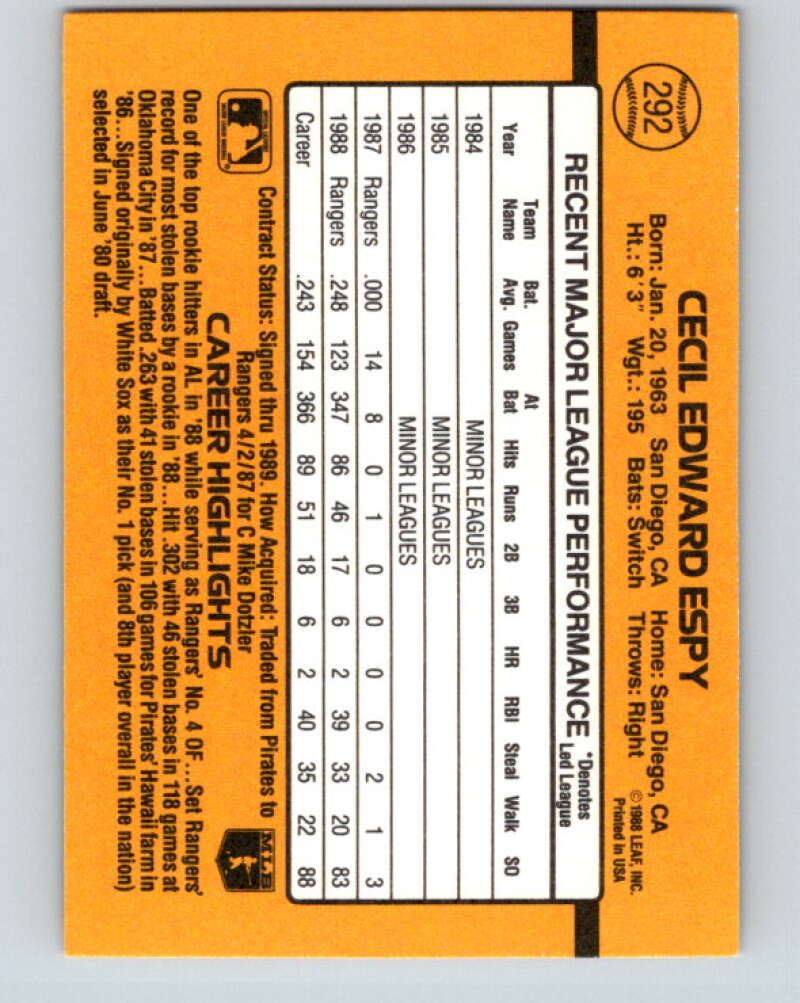 292
CECIL EDWARD ESPY
Born: Jan. 20, 1963 San Diego, CA Home: San Diego, CA
Ht.: 6'3" Wgt.: 195 Bats: Switch Throws: Right
©1988 LEAF, INC.
Printed in USA
RECENT MAJOR LEAGUE PERFORMANCE *Denotes Led League
Year Team Name Bat. Avg. Games At Bat Hits Runs 2B 3B HR RBI Steal Walk SO
1984 MINOR LEAGUES
1985 MINOR LEAGUES
1986 MINOR LEAGUES
1987 Rangers .000 14 8 0 1 0 0 0 0 2 1 3
1988 Rangers .248 123 347 86 46 17 6 2 39 33 20 83
Career .243 154 366 89 51 18 6 2 40 35 22 88
Contract Status: Signed thru 1989. How Acquired: Traded from Pirates to
Rangers 4/2/87 for C Mike Dotzler
CAREER HIGHLIGHTS
MLB
One of the top rookie hitters in AL in '88 while serving as Rangers' No. 4 OF...Set Rangers'
record for most stolen bases by a rookie in '88...Hit .302 with 46 stolen bases in 118 games at
Oklahoma City in '87...Batted .263 with 41 stolen bases in 106 games for Pirates' Hawaii farm in
'86...Signed originally by White Sox as their No. 1 pick (and 8th player overall in the nation)
selected in June '80 draft.